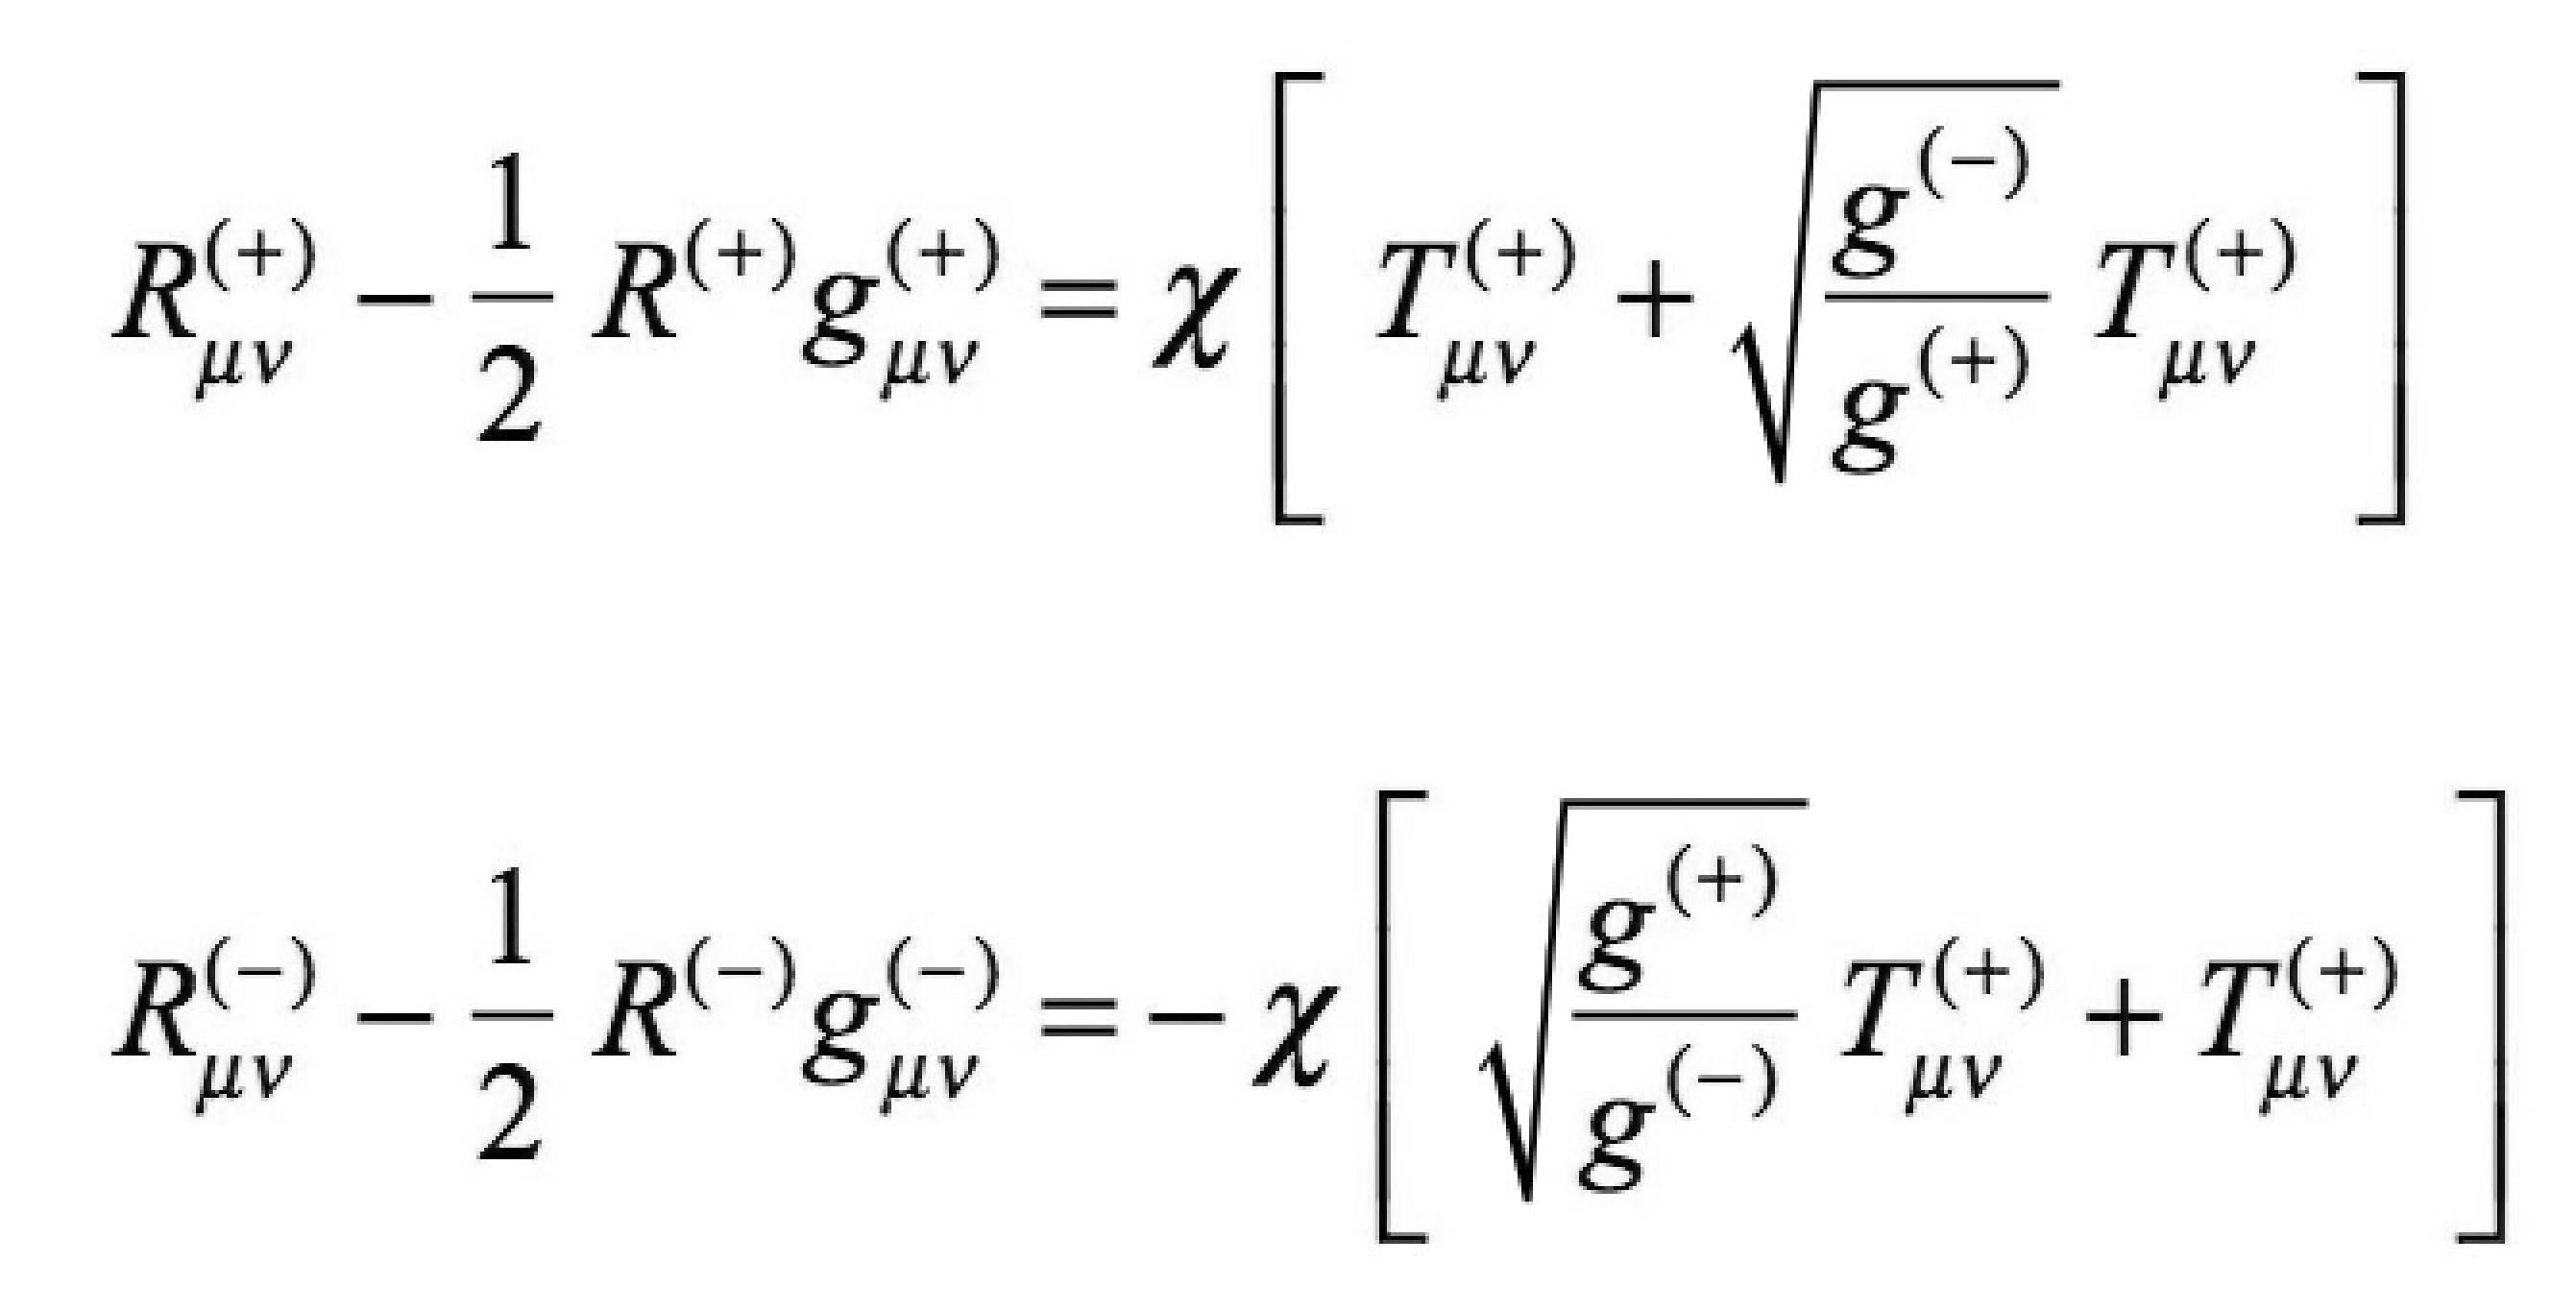 R_{\mu\nu}^{(+)} - \frac{1}{2} R^{(+)} g_{\mu\nu}^{(+)} = \chi \left[ T_{\mu\nu}^{(+)} + \sqrt{\frac{g^{(-)}}{g^{(+)}}} T_{\mu\nu}^{(+)} \right]
R_{\mu\nu}^{(-)} - \frac{1}{2} R^{(-)} g_{\mu\nu}^{(-)} = - \chi \left[ \sqrt{\frac{g^{(+)}}{g^{(-)}}} T_{\mu\nu}^{(+)} + T_{\mu\nu}^{(+)} \right]